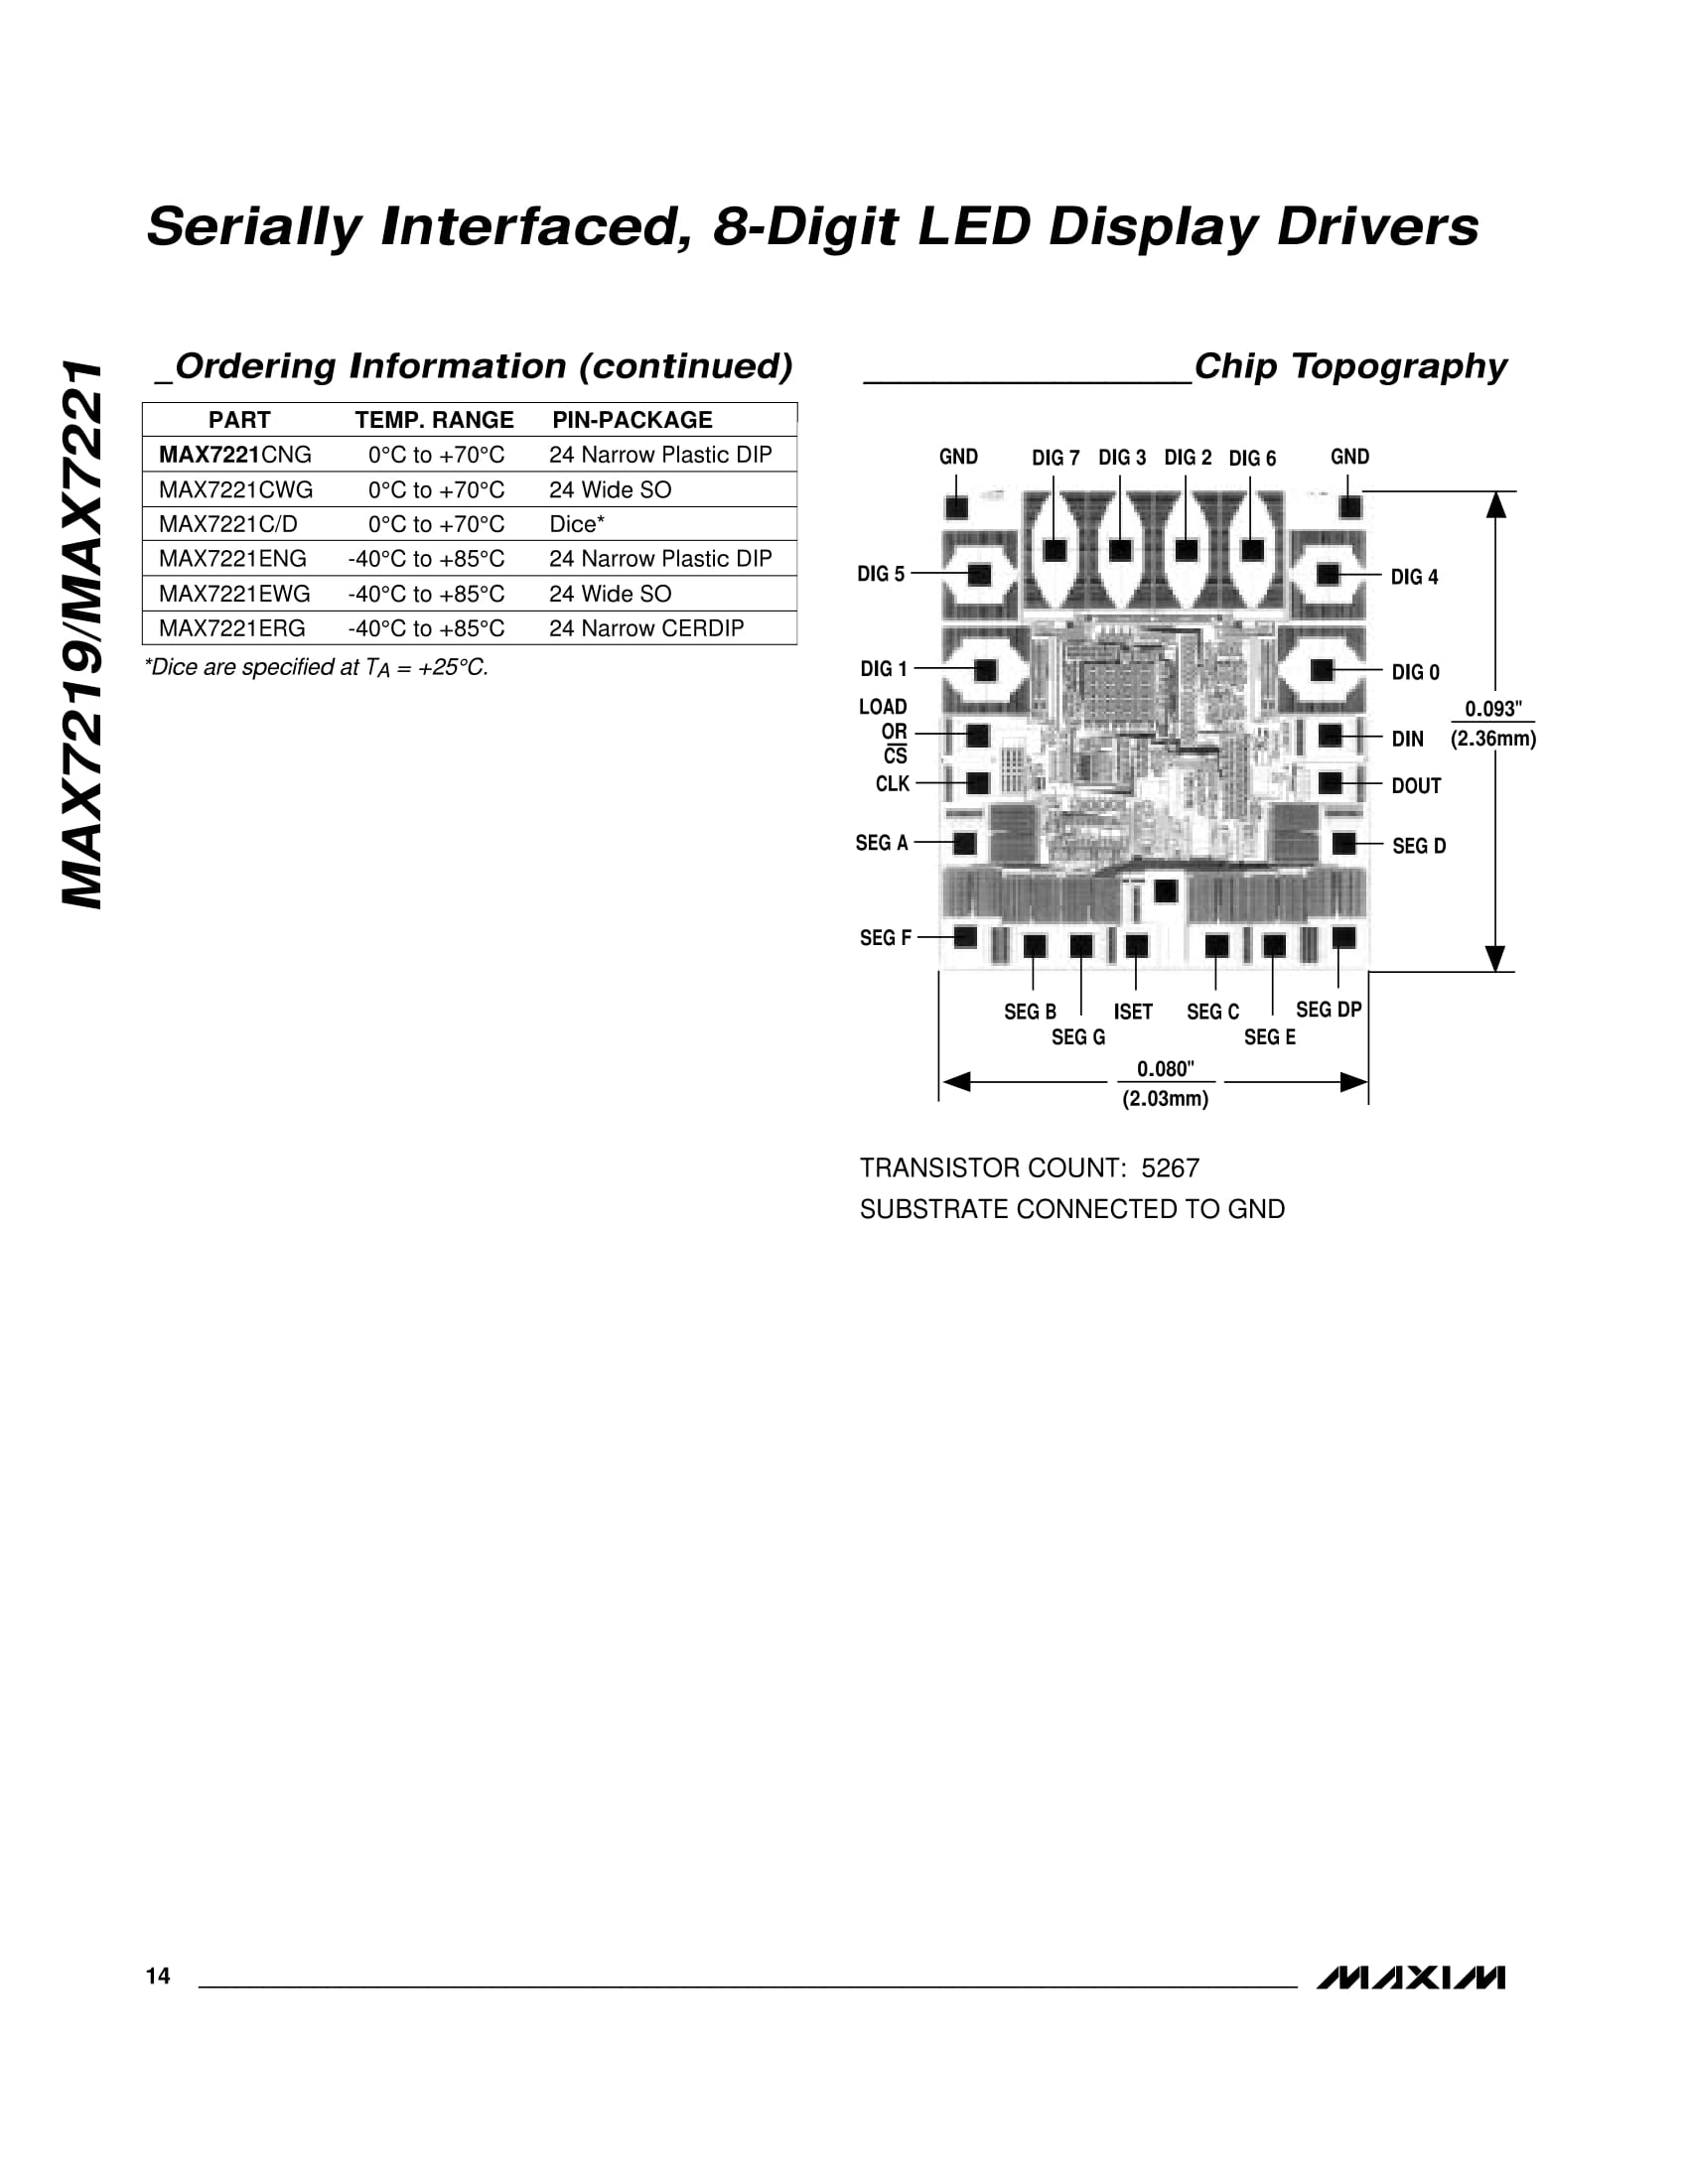 Serially Interfaced, 8-Digit LED Display Drivers
MAX7219/MAX7221
_Ordering Information (continued)
PART TEMP. RANGE PIN-PACKAGE
MAX7221CNG 0°C to +70°C 24 Narrow Plastic DIP
MAX7221CWG 0°C to +70°C 24 Wide SO
MAX7221C/D 0°C to +70°C Dice*
MAX7221ENG -40°C to +85°C 24 Narrow Plastic DIP
MAX7221EWG -40°C to +85°C 24 Wide SO
MAX7221ERG -40°C to +85°C 24 Narrow CERDIP
*Dice are specified at TA = +25°C.
Chip Topography
GND DIG 7 DIG 3 DIG 2 DIG 6 GND
DIG 5 DIG 4
DIG 1 DIG 0
LOAD
OR
CS
DIN
0.093"
(2.36mm)
CLK DOUT
SEG A SEG D
SEG F
SEG B ISET SEG C SEG DP
SEG G SEG E
0.080"
(2.03mm)
TRANSISTOR COUNT: 5267
SUBSTRATE CONNECTED TO GND
14
MAXIM